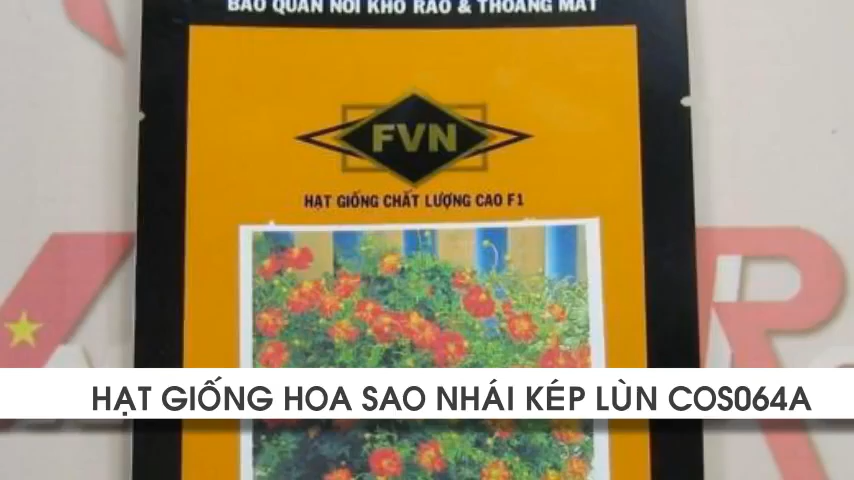 BẢO QUẢN NƠI KHÔ RÁO & THOÁNG MÁT
FVN
HẠT GIỐNG CHẤT LƯỢNG CAO F1
HẠT GIỐNG HOA SAO NHÁI KÉP LÙN COS064A